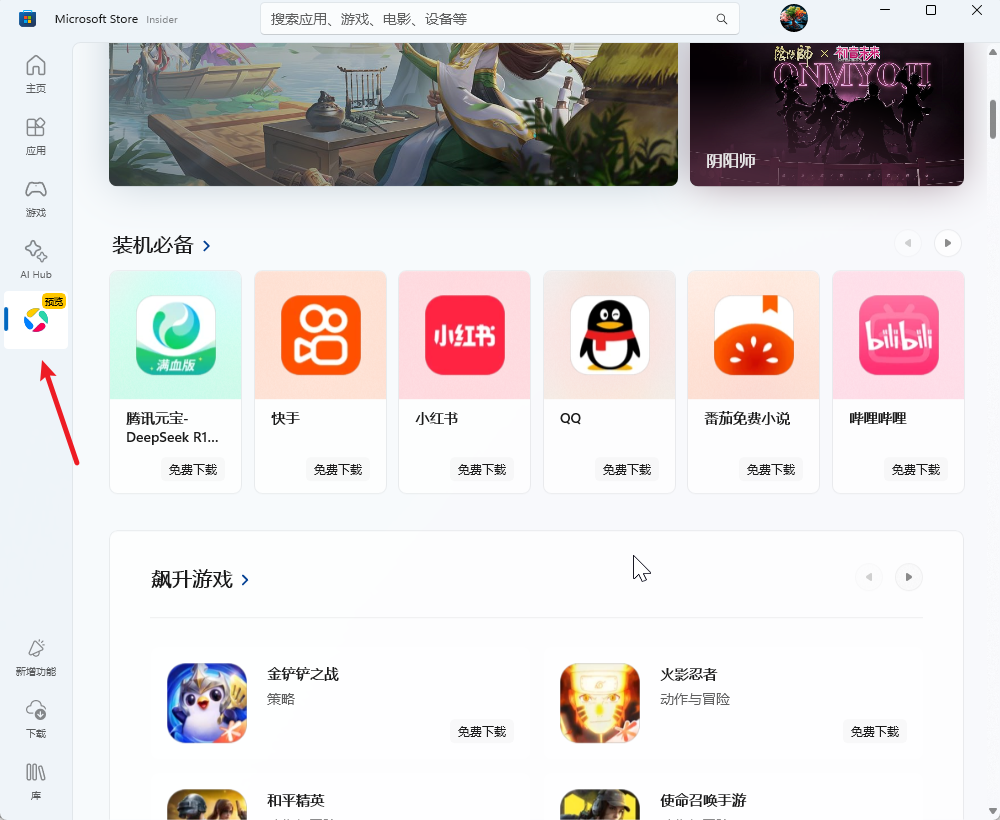 Microsoft Store Insider
搜索应用、游戏、电影、设备等
主页
应用
游戏
AI Hub
预览
新增功能
下载
库
陰陽師 × 初音未来
ONMYOJI
阴阳师
装机必备
满血版
小红书
bilibili
腾讯元宝-
DeepSeek R1...
快手
小红书
QQ
番茄免费小说
哔哩哔哩
免费下载
免费下载
免费下载
免费下载
免费下载
免费下载
飙升游戏
金铲铲之战
策略
免费下载
火影忍者
动作与冒险
免费下载
和平精英
使命召唤手游